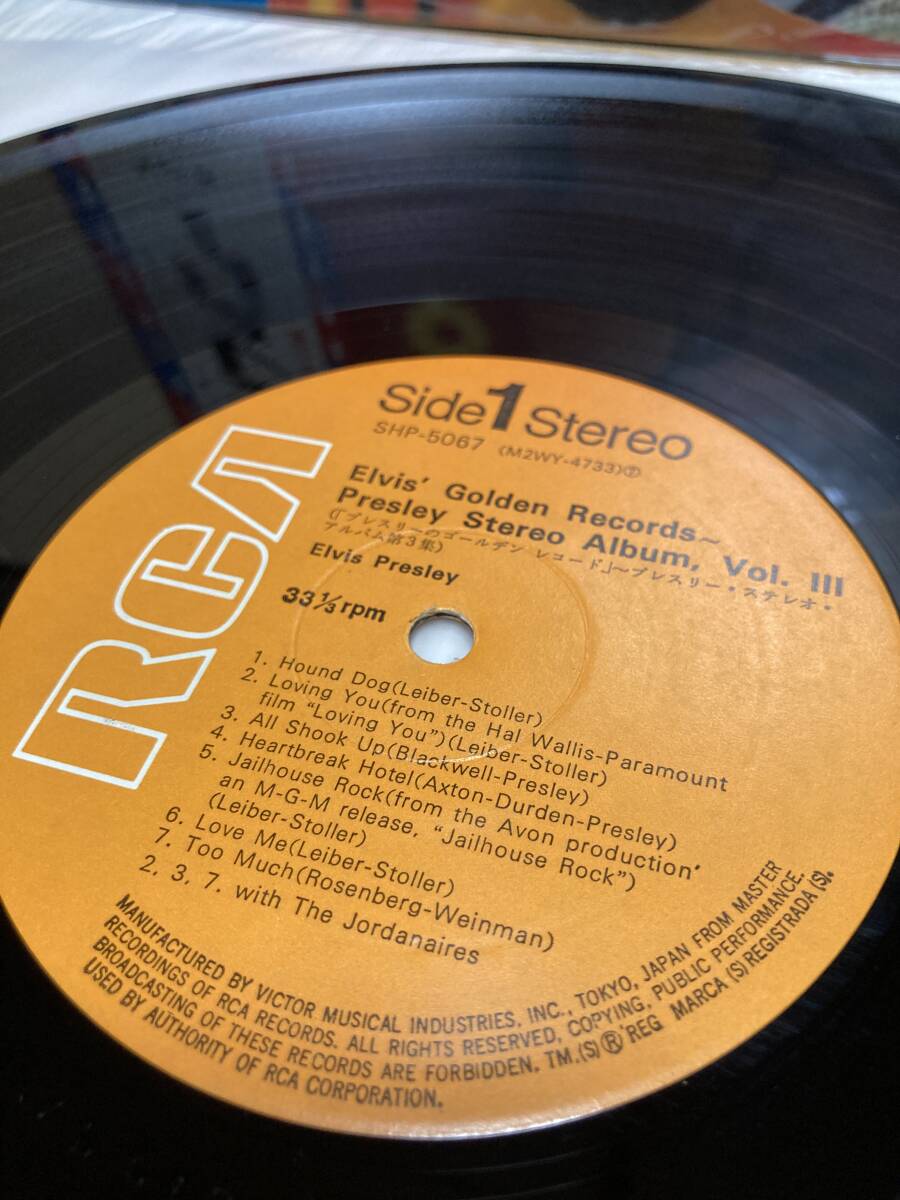 RCA
Side 1 Stereo
SHP-5067 (M2WY-4733)②
Elvis' Golden Records~
Presley Stereo Album, Vol. III
(「プレスリーのゴールデン レコード」~プレスリー・ステレオ・
アルバム第3集)
Elvis Presley
33 1/3 rpm
1. Hound Dog(Leiber-Stoller)
2. Loving You(from the Hal Wallis-Paramount
film "Loving You")(Leiber-Stoller)
3. All Shook Up(Blackwell-Presley)
4. Heartbreak Hotel(Axton-Durden-Presley)
5. Jailhouse Rock(from the Avon production'
an M-G-M release, "Jailhouse Rock")
(Leiber-Stoller)
6. Love Me(Leiber-Stoller)
7. Too Much(Rosenberg-Weinman)
2, 3, 7. with The Jordanaires
MANUFACTURED BY VICTOR MUSICAL INDUSTRIES, INC., TOKYO, JAPAN FROM MASTER
RECORDINGS OF RCA RECORDS. ALL RIGHTS RESERVED, COPYING, PUBLIC PERFORMANCE,
BROADCASTING OF THESE RECORDS ARE FORBIDDEN. TM.(S)® REG MARCA (S) REGISTRADA (S).
USED BY AUTHORITY OF RCA CORPORATION.